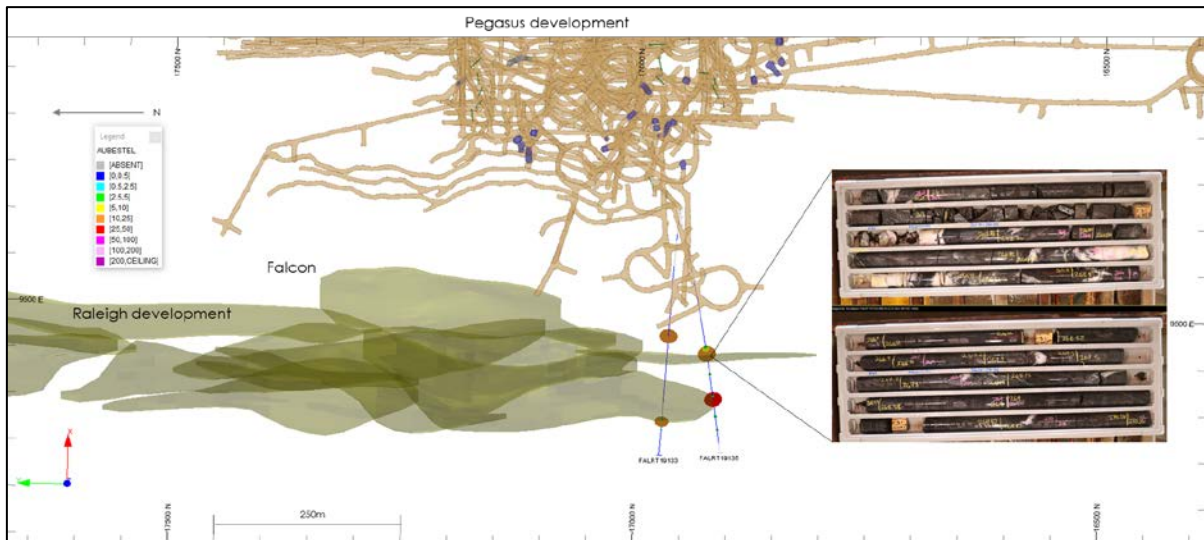 Pegasus development
17500 N
17000 N
16500 N
N
Legend
AUBESTEL
[ABSENT]
[0,0.5]
[0.5,2.5]
[2.5,5]
[5,10]
[10,25]
[25,50]
[50,100]
[100,200]
[200,CEILING]
Falcon
9500 E
Raleigh development
9500 E
FALRT19133
FALRT19135
250m
17500 N
17000 N
16500 N